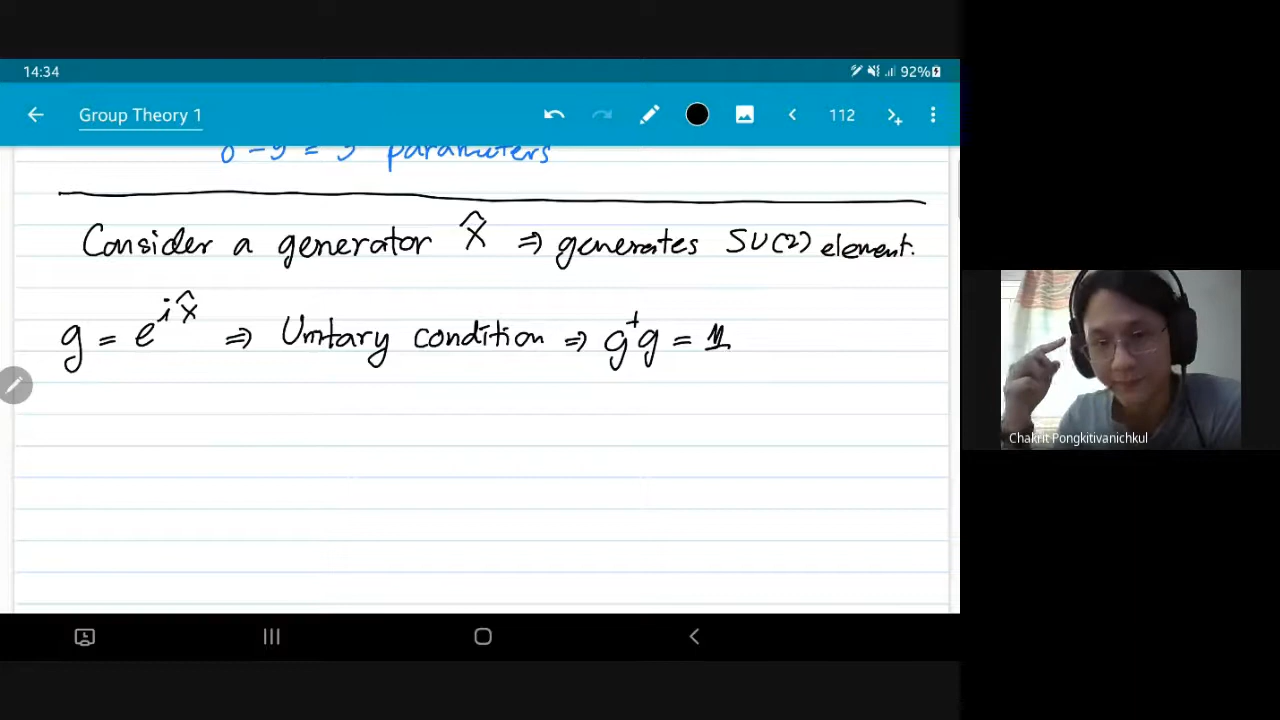 14:34
92%
Group Theory 1
112
parameters
Consider a generator X̂ ⇒ generates SU(2) element.
g = e^{iX̂} ⇒ Unitary condition ⇒ g†g = 1
Chakrit Pongkitivanichkul